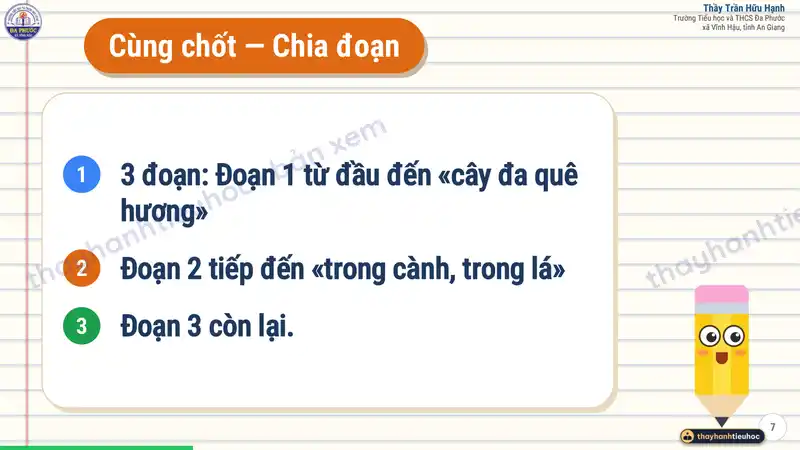 ĐA PHƯỚC
Thầy Trần Hữu Hạnh
Trường Tiểu học và THCS Đa Phước
xã Vĩnh Hậu, tỉnh An Giang
Cùng chốt — Chia đoạn
1 3 đoạn: Đoạn 1 từ đầu đến «cây đa quê
hương»
2 Đoạn 2 tiếp đến «trong cành, trong lá»
3 Đoạn 3 còn lại.
thayhanhtieuhoc
7